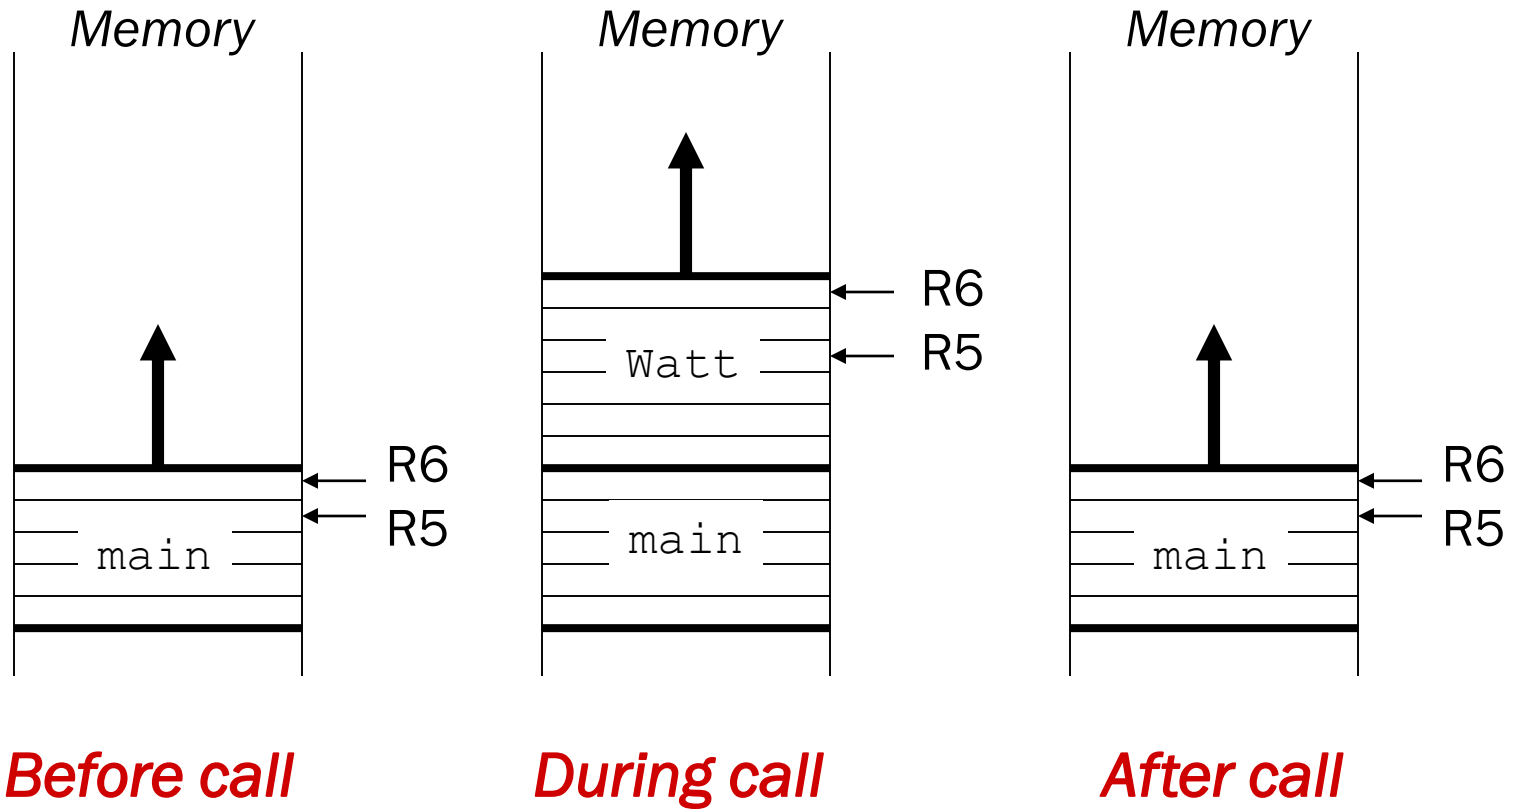 Memory
Memory
Memory
R6
R5
Watt
R6
R5
main
main
R6
R5
main
Before call
During call
After call